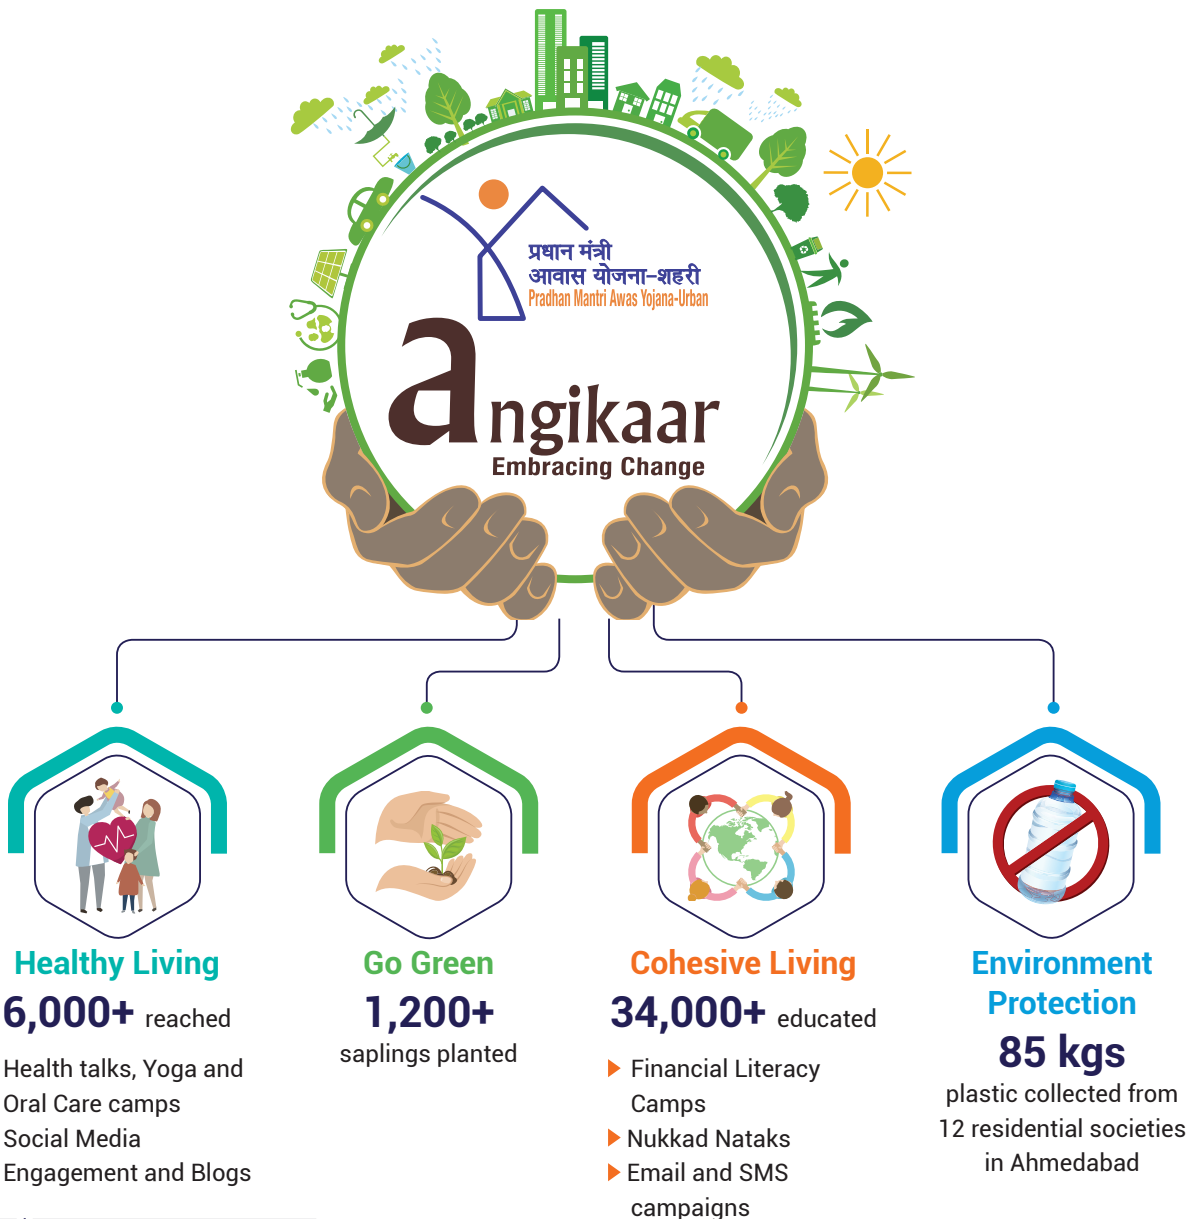 प्रधान मंत्री
आवास योजना-शहरी
Pradhan Mantri Awas Yojana-Urban
angikaar
Embracing Change
Healthy Living
6,000+ reached
Health talks, Yoga and
Oral Care camps
Social Media
Engagement and Blogs
Go Green
1,200+
saplings planted
Cohesive Living
34,000+ educated
Financial Literacy
Camps
Nukkad Nataks
Email and SMS
campaigns
Environment
Protection
85 kgs
plastic collected from
12 residential societies
in Ahmedabad